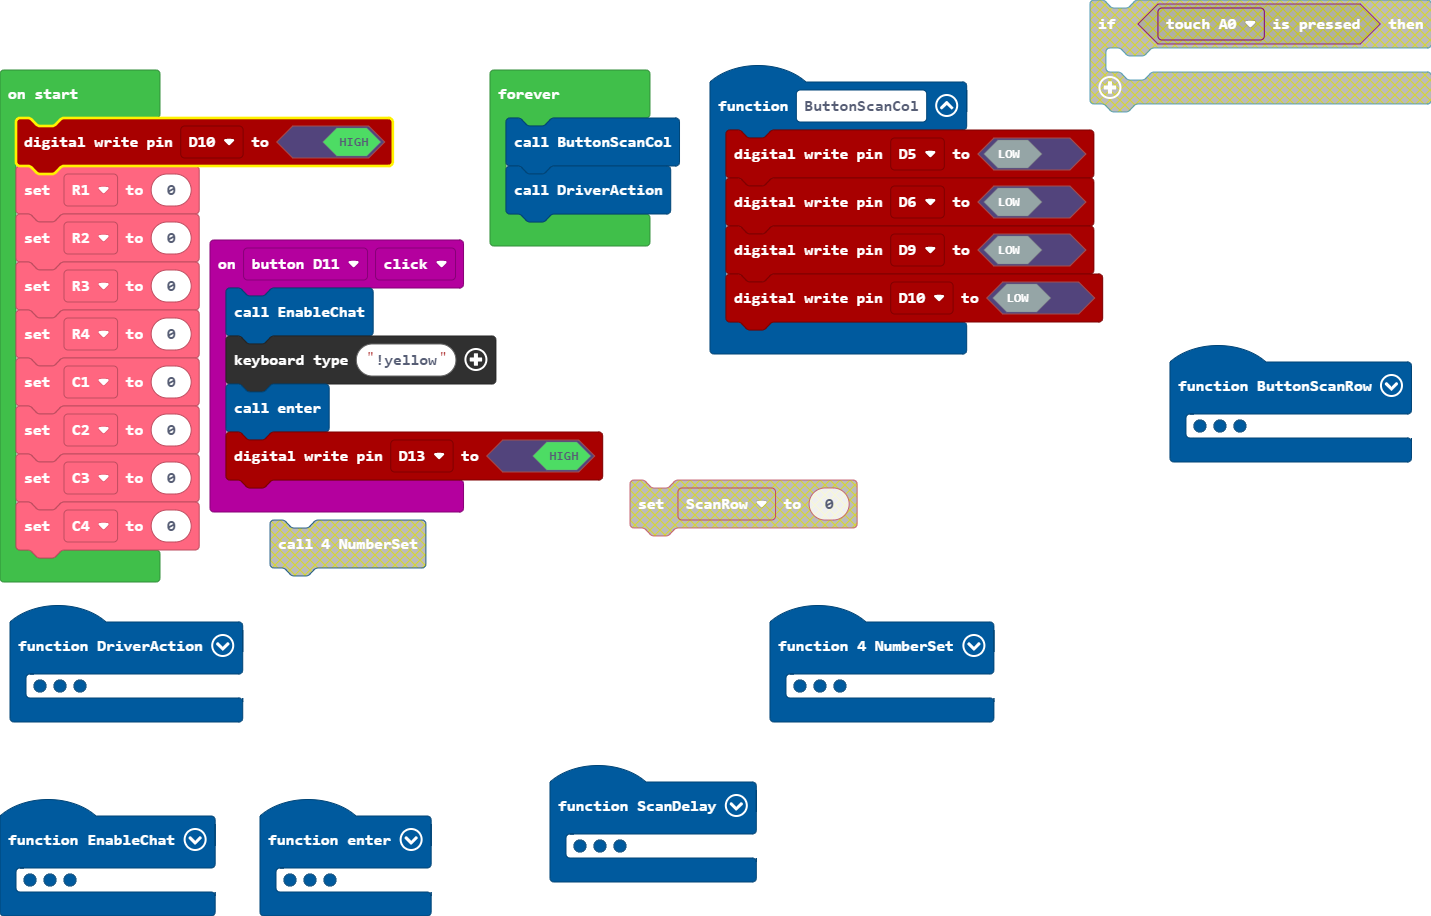 if touch A0 is pressed then
on start
digital write pin D10 to HIGH
set R1 to 0
set R2 to 0
set R3 to 0
set R4 to 0
set C1 to 0
set C2 to 0
set C3 to 0
set C4 to 0
on button D11 click
call EnableChat
keyboard type "!yellow"
call enter
digital write pin D13 to HIGH
call 4 NumberSet
forever
call ButtonScanCol
call DriverAction
function ButtonScanCol
digital write pin D5 to LOW
digital write pin D6 to LOW
digital write pin D9 to LOW
digital write pin D10 to LOW
function ButtonScanRow
set ScanRow to 0
function DriverAction
function 4 NumberSet
function ScanDelay
function EnableChat
function enter